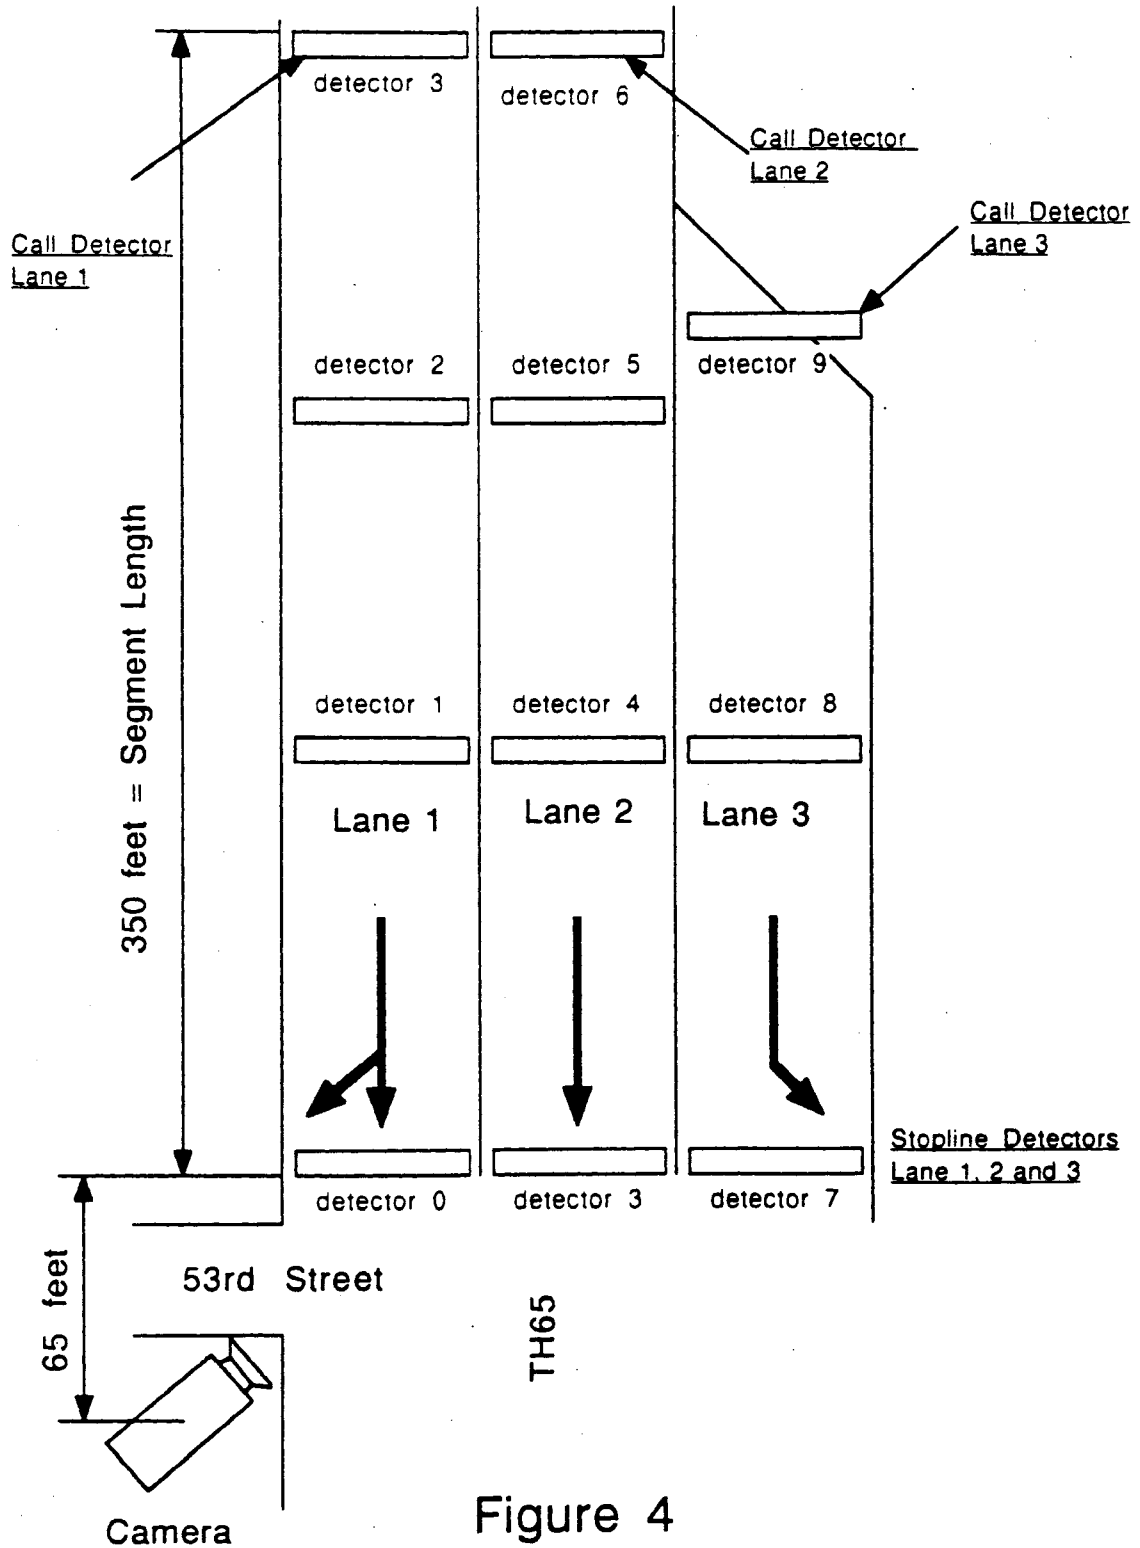 detector 3
detector 6
Call Detector
Lane 2
Call Detector
Lane 3
Call Detector
Lane 1
detector 2
detector 5
detector 9
350 feet = Segment Length
detector 1
detector 4
detector 8
Lane 1
Lane 2
Lane 3
Stopline Detectors
Lane 1, 2 and 3
detector 0
detector 3
detector 7
65 feet
53rd Street
TH65
Camera
Figure 4